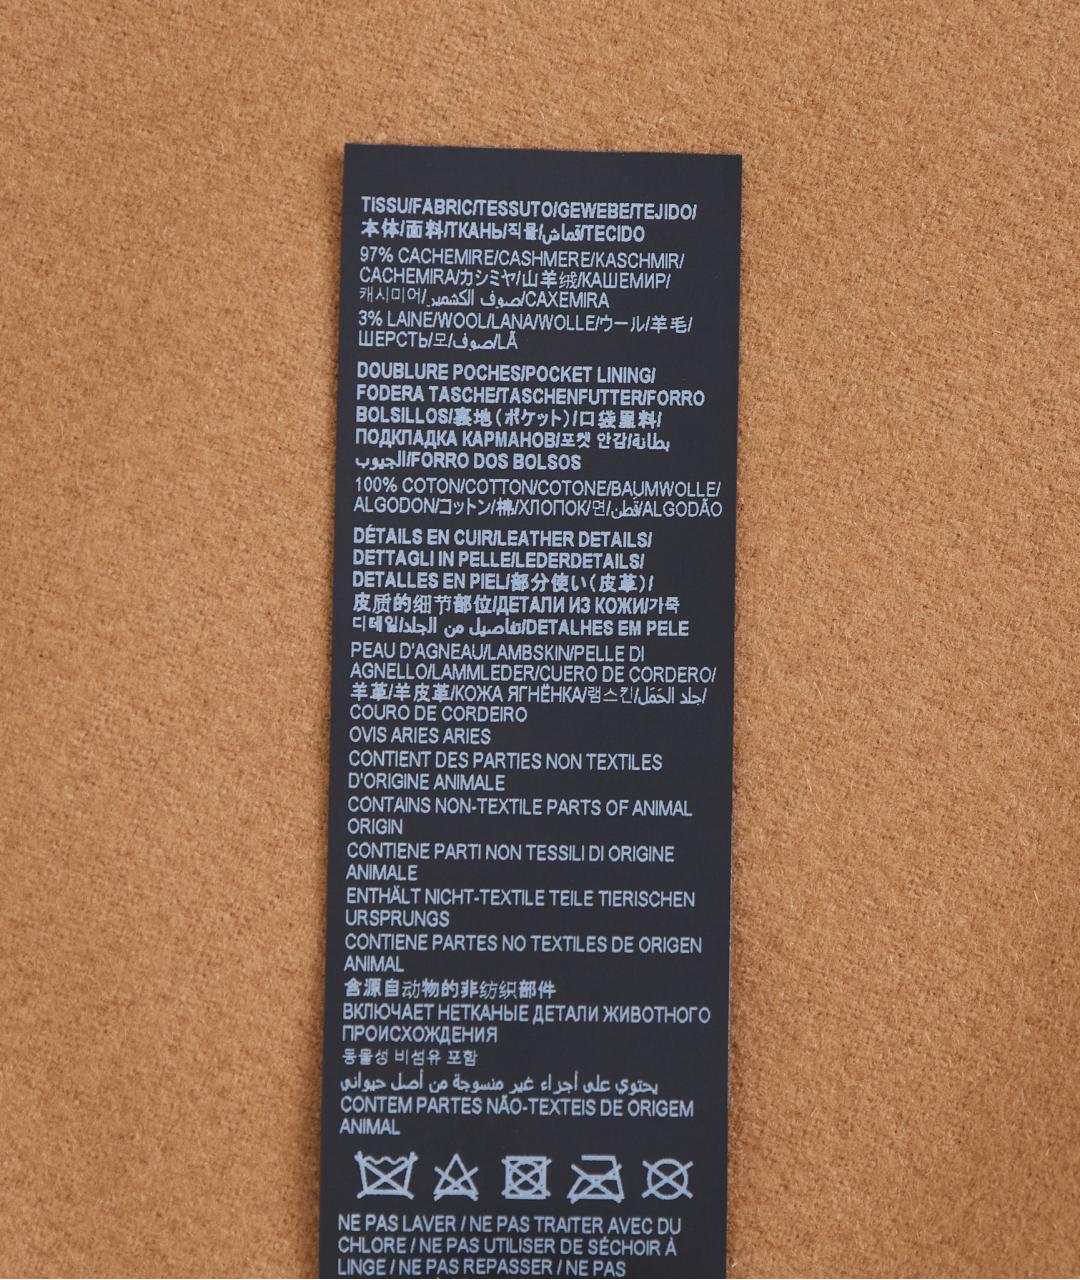 TISSU/FABRIC/TESSUTO/GEWEBE/TEJIDO/
本体/面料/ТКАНЬ/직물/قماش/TECIDO
97% CACHEMIRE/CASHMERE/KASCHMIR/
CACHEMIRA/カシミヤ/山羊绒/КАШЕМИР/
캐시미어/صوف الكشمير/CAXEMIRA
3% LAINE/WOOL/LANA/WOLLE/ウール/羊毛/
ШЕРСТЬ/모/صوف/LÃ
DOUBLURE POCHES/POCKET LINING/
FODERA TASCHE/TASCHENFUTTER/FORRO
BOLSILLOS/裏地(ポケット)/口袋里料/
ПОДКЛАДКА КАРМАНОВ/포켓 안감/بطانة
الجيوب/FORRO DOS BOLSOS
100% COTON/COTTON/COTONE/BAUMWOLLE/
ALGODON/コットン/棉/ХЛОПОК/면/قطن/ALGODÃO
DÉTAILS EN CUIR/LEATHER DETAILS/
DETTAGLI IN PELLE/LEDERDETAILS/
DETALLES EN PIEL/部分使い(皮革)/
皮质的细节部位/ДЕТАЛИ ИЗ КОЖИ/가죽
디테일/تفاصيل من الجلد/DETALHES EM PELE
PEAU D'AGNEAU/LAMBSKIN/PELLE DI
AGNELLO/LAMMLEDER/CUERO DE CORDERO/
羊革/羊皮革/КОЖА ЯГНЁНКА/램스킨/جلد الحَمَل/
COURO DE CORDEIRO
OVIS ARIES ARIES
CONTIENT DES PARTIES NON TEXTILES
D'ORIGINE ANIMALE
CONTAINS NON-TEXTILE PARTS OF ANIMAL
ORIGIN
CONTIENE PARTI NON TESSILI DI ORIGINE
ANIMALE
ENTHÄLT NICHT-TEXTILE TEILE TIERISCHEN
URSPRUNGS
CONTIENE PARTES NO TEXTILES DE ORIGEN
ANIMAL
含源自动物的非纺织部件
ВКЛЮЧАЕТ НЕТКАНЫЕ ДЕТАЛИ ЖИВОТНОГО
ПРОИСХОЖДЕНИЯ
동물성 비섬유 포함
يحتوي على أجزاء غير منسوجة من أصل حيواني
CONTEM PARTES NÃO-TEXTEIS DE ORIGEM
ANIMAL
NE PAS LAVER / NE PAS TRAITER AVEC DU
CHLORE / NE PAS UTILISER DE SÉCHOIR À
LINGE / NE PAS REPASSER / NE PAS